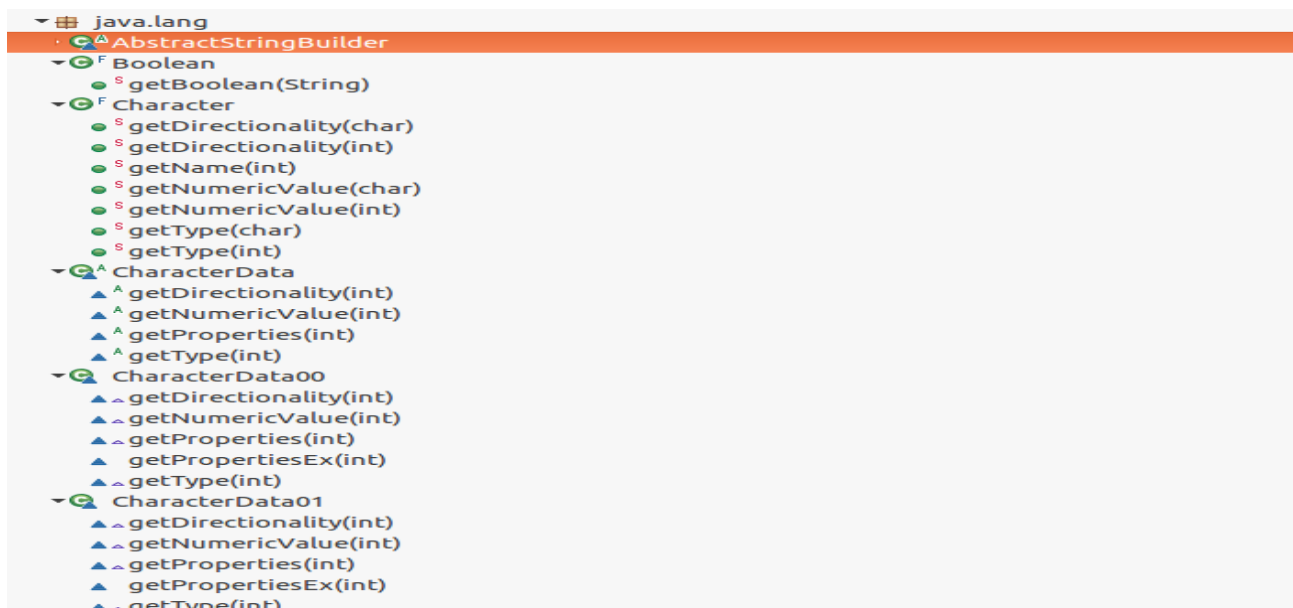 java.lang
A AbstractStringBuilder
F Boolean
S getBoolean(String)
F Character
S getDirectionality(char)
S getDirectionality(int)
S getName(int)
S getNumericValue(char)
S getNumericValue(int)
S getType(char)
S getType(int)
A CharacterData
A getDirectionality(int)
A getNumericValue(int)
A getProperties(int)
A getType(int)
CharacterData00
getDirectionality(int)
getNumericValue(int)
getProperties(int)
getPropertiesEx(int)
getType(int)
CharacterData01
getDirectionality(int)
getNumericValue(int)
getProperties(int)
getPropertiesEx(int)
getType(int)